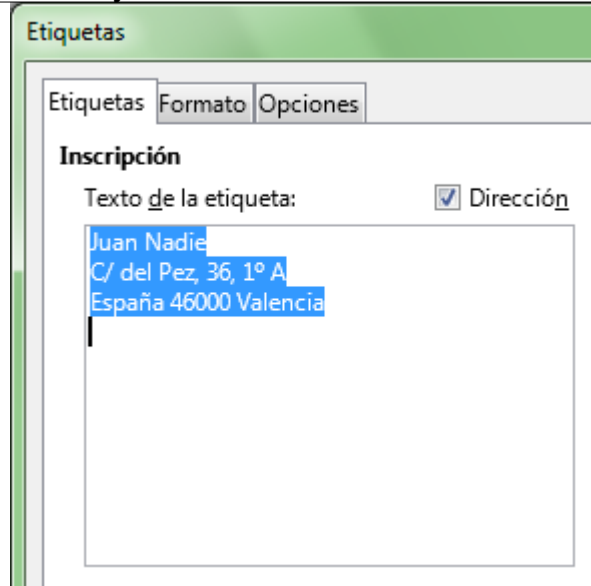 Etiquetas
Etiquetas Formato Opciones
Inscripción
Texto de la etiqueta: Dirección
Juan Nadie
C/ del Pez, 36, 1º A
España 46000 Valencia